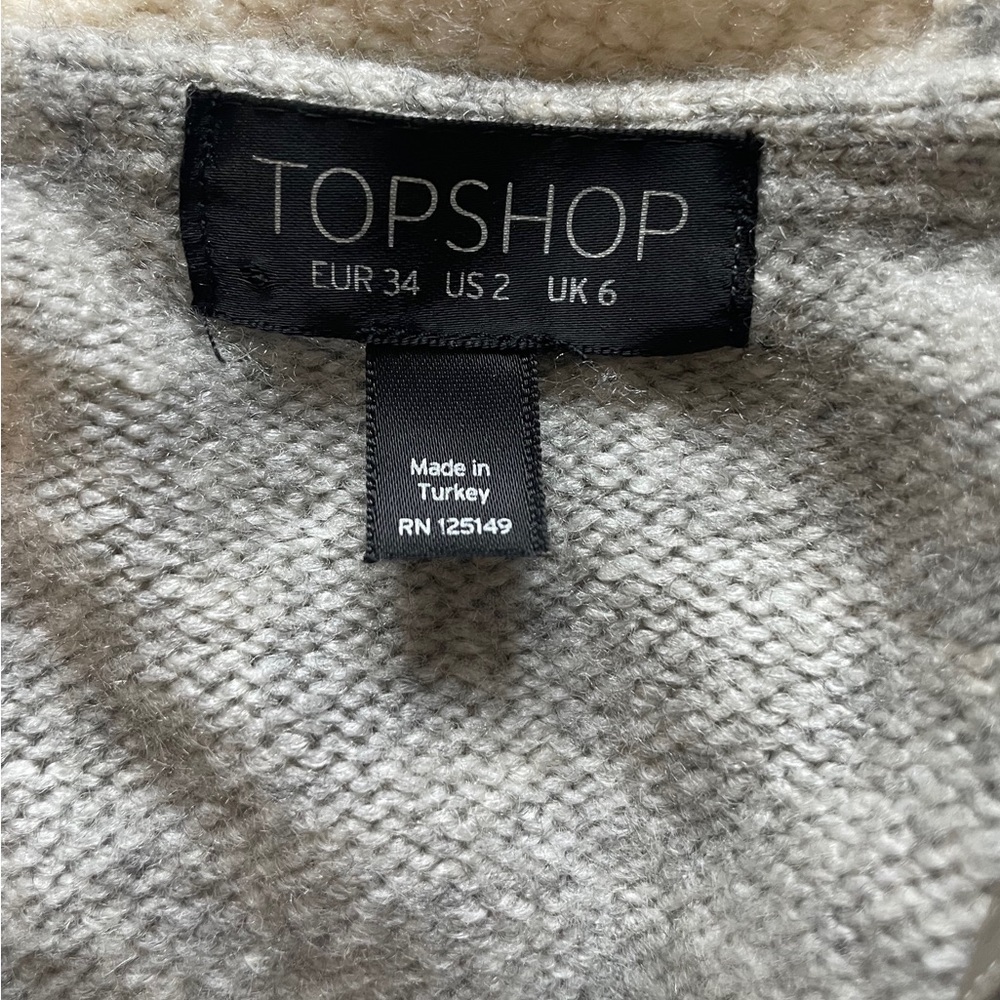 TOPSHOP
EUR 34 US 2 UK 6
Made in
Turkey
RN 125149